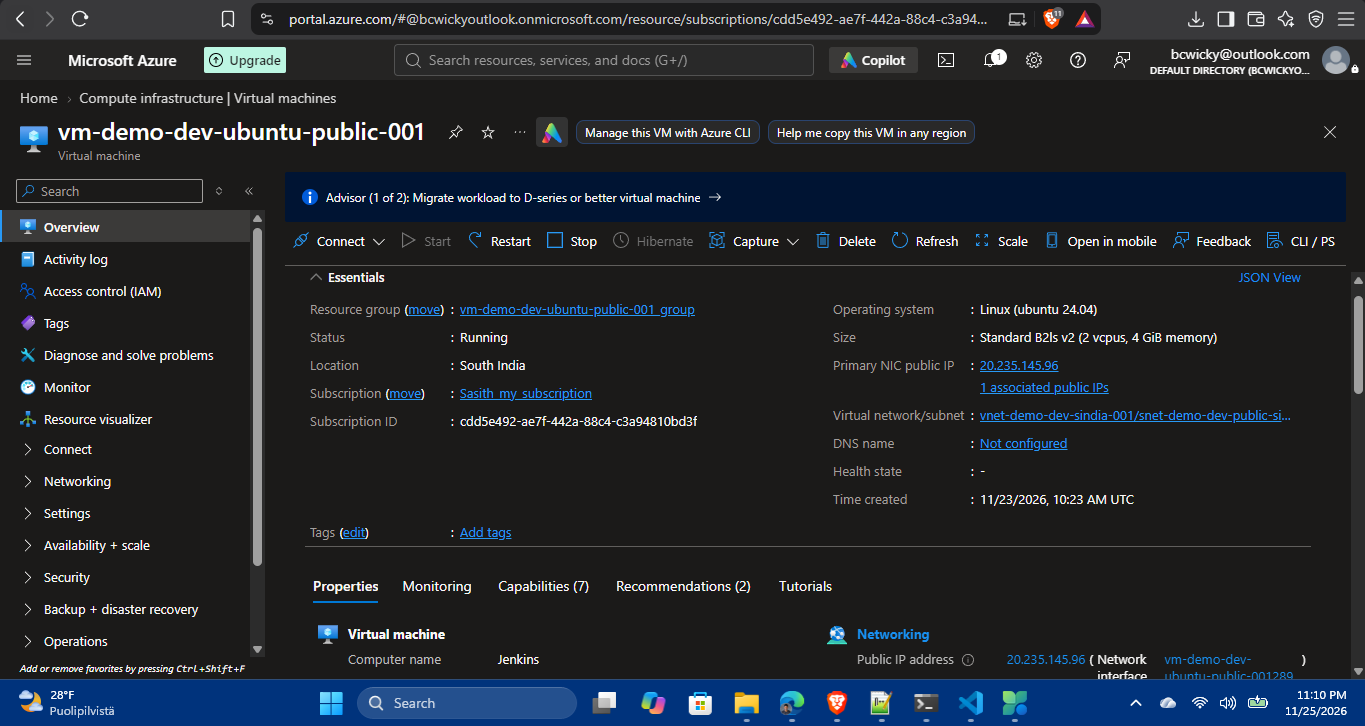 portal.azure.com/#@bcwickyoutlook.onmicrosoft.com/resource/subscriptions/cdd5e492-ae7f-442a-88c4-c3a94...
11
Microsoft Azure
Upgrade
Search resources, services, and docs (G+/)
Copilot
1
bcwicky@outlook.com
DEFAULT DIRECTORY (BCWICKYO...
Home > Compute infrastructure | Virtual machines
vm-demo-dev-ubuntu-public-001
Virtual machine
...
Manage this VM with Azure CLI
Help me copy this VM in any region
Search
Overview
Activity log
Access control (IAM)
Tags
Diagnose and solve problems
Monitor
Resource visualizer
Connect
Networking
Settings
Availability + scale
Security
Backup + disaster recovery
Operations
Add or remove favorites by pressing Ctrl+Shift+F
Advisor (1 of 2): Migrate workload to D-series or better virtual machine →
Connect Start Restart Stop Hibernate Capture Delete Refresh Scale Open in mobile Feedback CLI / PS
Essentials
JSON View
Resource group (move) : vm-demo-dev-ubuntu-public-001_group
Status : Running
Location : South India
Subscription (move) : Sasith_my_subscription
Subscription ID : cdd5e492-ae7f-442a-88c4-c3a94810bd3f
Operating system : Linux (ubuntu 24.04)
Size : Standard B2ls v2 (2 vcpus, 4 GiB memory)
Primary NIC public IP : 20.235.145.96
1 associated public IPs
Virtual network/subnet : vnet-demo-dev-sindia-001/snet-demo-dev-public-si...
DNS name : Not configured
Health state : -
Time created : 11/23/2026, 10:23 AM UTC
Tags (edit) : Add tags
Properties Monitoring Capabilities (7) Recommendations (2) Tutorials
Virtual machine
Computer name Jenkins
Networking
Public IP address 20.235.145.96 ( Network interface vm-demo-dev-ubuntu-public-001289 )
28°F
Puolipilvistä
Search
11:10 PM
11/25/2026